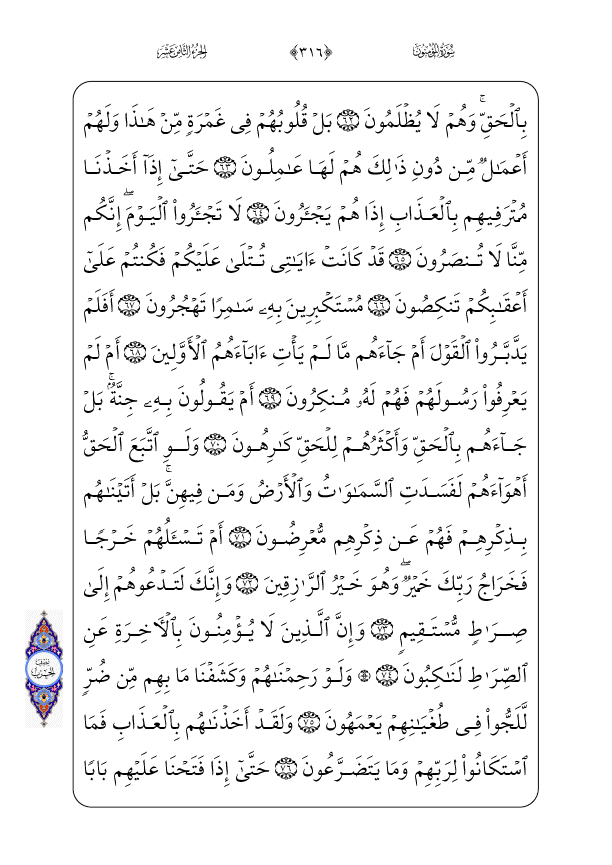 سُورَةُ المُؤْمِنُونَ ﴿٣١٦﴾ الجُزْءُ الثَّامِنَ عَشَرَ
بِٱلۡحَقِّۚ وَهُمۡ لَا يُظۡلَمُونَ ۝٦٢ بَلۡ قُلُوبُهُمۡ فِي غَمۡرَةٖ مِّنۡ هَٰذَا وَلَهُمۡ
أَعۡمَٰلٞ مِّن دُونِ ذَٰلِكَ هُمۡ لَهَا عَٰمِلُونَ ۝٦٣ حَتَّىٰٓ إِذَآ أَخَذۡنَا
مُتۡرَفِيهِم بِٱلۡعَذَابِ إِذَا هُمۡ يَجۡـَٔرُونَ ۝٦٤ لَا تَجۡـَٔرُواْ ٱلۡيَوۡمَۖ إِنَّكُم
مِّنَّا لَا تُنصَرُونَ ۝٦٥ قَدۡ كَانَتۡ ءَايَٰتِي تُتۡلَىٰ عَلَيۡكُمۡ فَكُنتُمۡ عَلَىٰٓ
أَعۡقَٰبِكُمۡ تَنكِصُونَ ۝٦٦ مُسۡتَكۡبِرِينَ بِهِۦ سَٰمِرٗا تَهۡجُرُونَ ۝٦٧ أَفَلَمۡ
يَدَّبَّرُواْ ٱلۡقَوۡلَ أَمۡ جَآءَهُم مَّا لَمۡ يَأۡتِ ءَابَآءَهُمُ ٱلۡأَوَّلِينَ ۝٦٨ أَمۡ لَمۡ
يَعۡرِفُواْ رَسُولَهُمۡ فَهُمۡ لَهُۥ مُنكِرُونَ ۝٦٩ أَمۡ يَقُولُونَ بِهِۦ جِنَّةُۢۚ بَلۡ
جَآءَهُم بِٱلۡحَقِّ وَأَكۡثَرُهُمۡ لِلۡحَقِّ كَٰرِهُونَ ۝٧٠ وَلَوِ ٱتَّبَعَ ٱلۡحَقُّ
أَهۡوَآءَهُمۡ لَفَسَدَتِ ٱلسَّمَٰوَٰتُ وَٱلۡأَرۡضُ وَمَن فِيهِنَّۚ بَلۡ أَتَيۡنَٰهُم
بِذِكۡرِهِمۡ فَهُمۡ عَن ذِكۡرِهِم مُّعۡرِضُونَ ۝٧١ أَمۡ تَسۡـَٔلُهُمۡ خَرۡجٗا
فَخَرَاجُ رَبِّكَ خَيۡرٞۖ وَهُوَ خَيۡرُ ٱلرَّٰزِقِينَ ۝٧٢ وَإِنَّكَ لَتَدۡعُوهُمۡ إِلَىٰ
صِرَٰطٖ مُّسۡتَقِيمٖ ۝٧٣ وَإِنَّ ٱلَّذِينَ لَا يُؤۡمِنُونَ بِٱلۡأٓخِرَةِ عَنِ
ٱلصِّرَٰطِ لَنَٰكِبُونَ ۝٧٤ ۞ وَلَوۡ رَحِمۡنَٰهُمۡ وَكَشَفۡنَا مَا بِهِم مِّن ضُرّٖ
لَّلَجُّواْ فِي طُغۡيَٰنِهِمۡ يَعۡمَهُونَ ۝٧٥ وَلَقَدۡ أَخَذۡنَٰهُم بِٱلۡعَذَابِ فَمَا
ٱسۡتَكَانُواْ لِرَبِّهِمۡ وَمَا يَتَضَرَّعُونَ ۝٧٦ حَتَّىٰٓ إِذَا فَتَحۡنَا عَلَيۡهِم بَابٗا